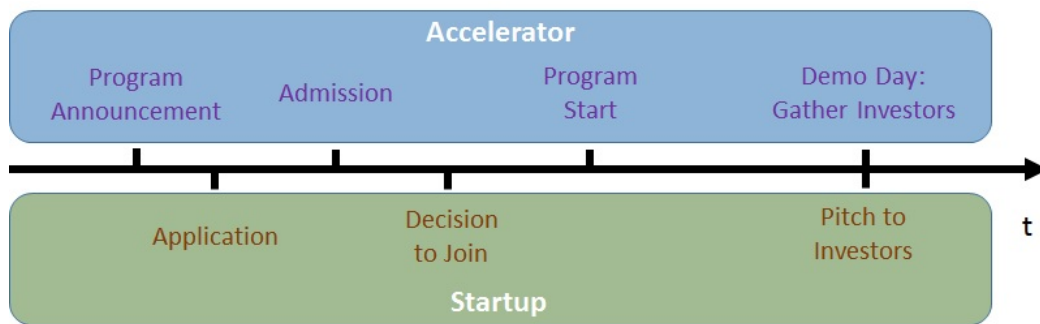 Accelerator
Program
Announcement
Admission
Program
Start
Demo Day:
Gather Investors
Application
Decision
to Join
Pitch to
Investors
t
Startup